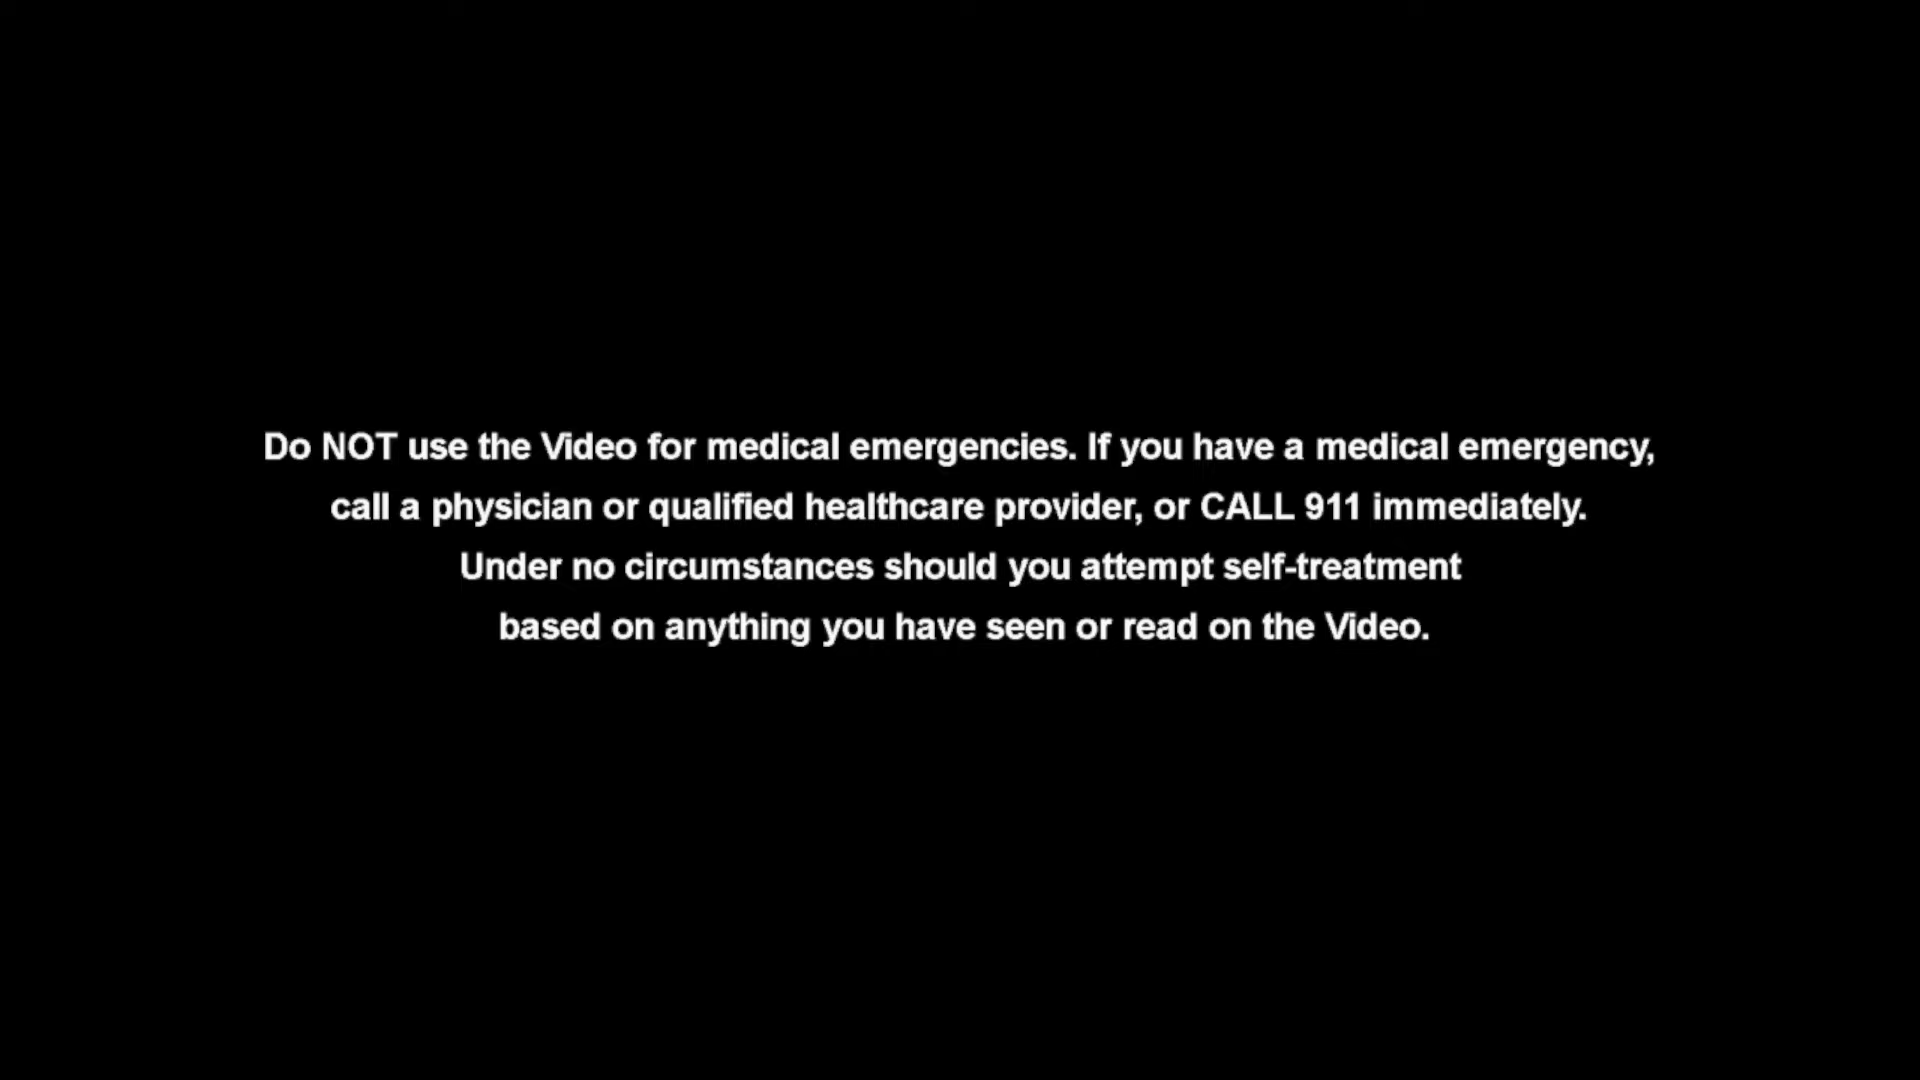 Do NOT use the Video for medical emergencies. If you have a medical emergency,
call a physician or qualified healthcare provider, or CALL 911 immediately.
Under no circumstances should you attempt self-treatment
based on anything you have seen or read on the Video.